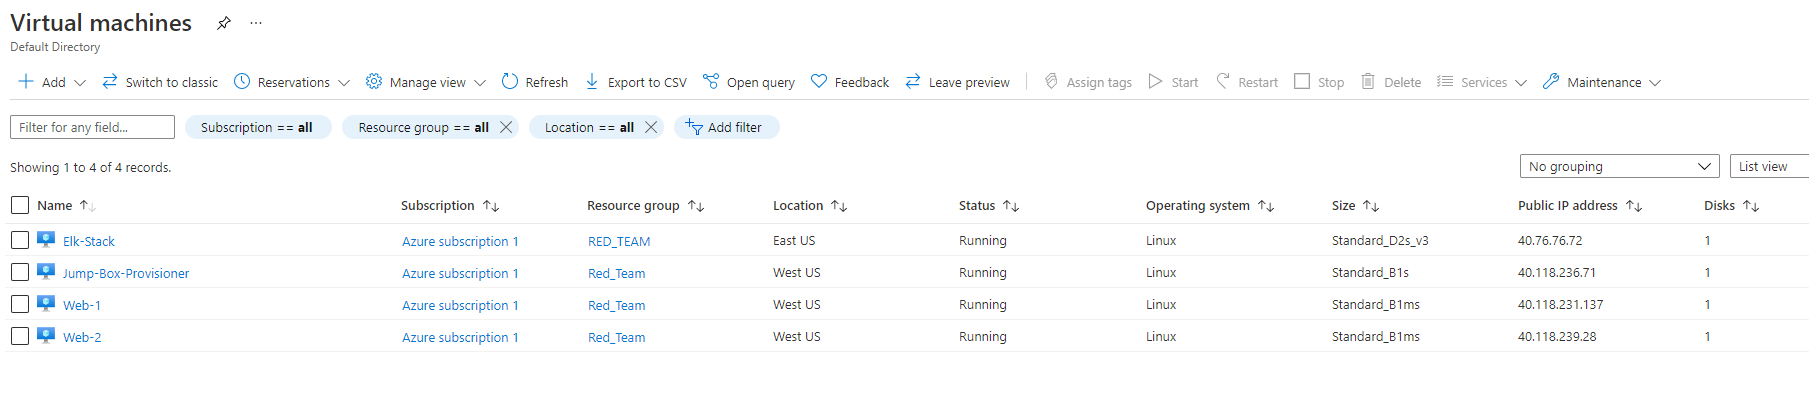 Virtual machines
Default Directory
Add Switch to classic Reservations Manage view Refresh Export to CSV Open query Feedback Leave preview Assign tags Start Restart Stop Delete Services Maintenance
Filter for any field... Subscription == all Resource group == all Location == all Add filter
Showing 1 to 4 of 4 records. No grouping List view
Name Subscription Resource group Location Status Operating system Size Public IP address Disks
Elk-Stack Azure subscription 1 RED_TEAM East US Running Linux Standard_D2s_v3 40.76.76.72 1
Jump-Box-Provisioner Azure subscription 1 Red_Team West US Running Linux Standard_B1s 40.118.236.71 1
Web-1 Azure subscription 1 Red_Team West US Running Linux Standard_B1ms 40.118.231.137 1
Web-2 Azure subscription 1 Red_Team West US Running Linux Standard_B1ms 40.118.239.28 1